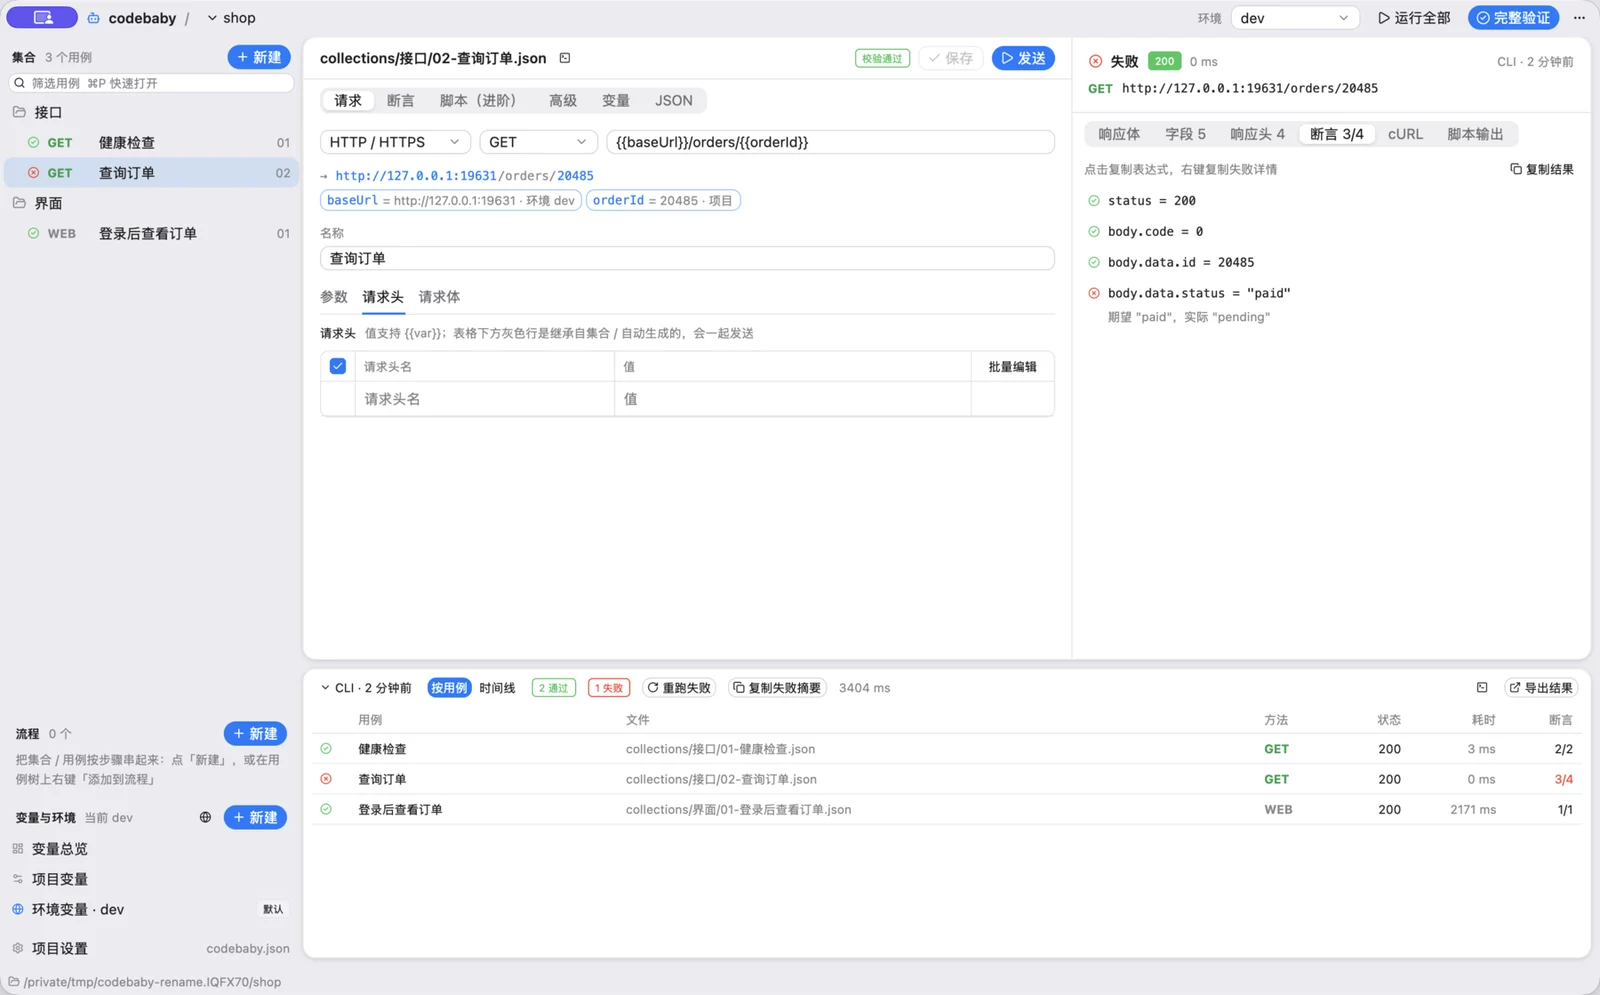 codebaby / shop
环境 dev 运行全部 完整验证 ···
集合 3 个用例 + 新建
筛选用例 ⌘P 快速打开
接口
GET 健康检查 01
GET 查询订单 02
界面
WEB 登录后查看订单 01
流程 0 个 + 新建
把集合 / 用例按步骤串起来：点「新建」，或在用
例树上右键「添加到流程」
变量与环境 当前 dev + 新建
变量总览
项目变量
环境变量 · dev 默认
项目设置 codebaby.json
/private/tmp/codebaby-rename.IQFX70/shop
collections/接口/02-查询订单.json 校验通过 保存 发送
请求 断言 脚本（进阶） 高级 变量 JSON
HTTP / HTTPS GET {{baseUrl}}/orders/{{orderId}}
→ http://127.0.0.1:19631/orders/20485
baseUrl = http://127.0.0.1:19631 · 环境 dev orderId = 20485 · 项目
名称
查询订单
参数 请求头 请求体
请求头 值支持 {{var}}；表格下方灰色行是继承自集合 / 自动生成的，会一起发送
请求头名 值 批量编辑
请求头名 值
失败 200 0 ms CLI · 2 分钟前
GET http://127.0.0.1:19631/orders/20485
响应体 字段 5 响应头 4 断言 3/4 cURL 脚本输出
点击复制表达式，右键复制失败详情 复制结果
status = 200
body.code = 0
body.data.id = 20485
body.data.status = "paid"
期望 "paid"，实际 "pending"
CLI · 2 分钟前 按用例 时间线 2 通过 1 失败 重跑失败 复制失败摘要 3404 ms 导出结果
用例 文件 方法 状态 耗时 断言
健康检查 collections/接口/01-健康检查.json GET 200 3 ms 2/2
查询订单 collections/接口/02-查询订单.json GET 200 0 ms 3/4
登录后查看订单 collections/界面/01-登录后查看订单.json WEB 200 2171 ms 1/1